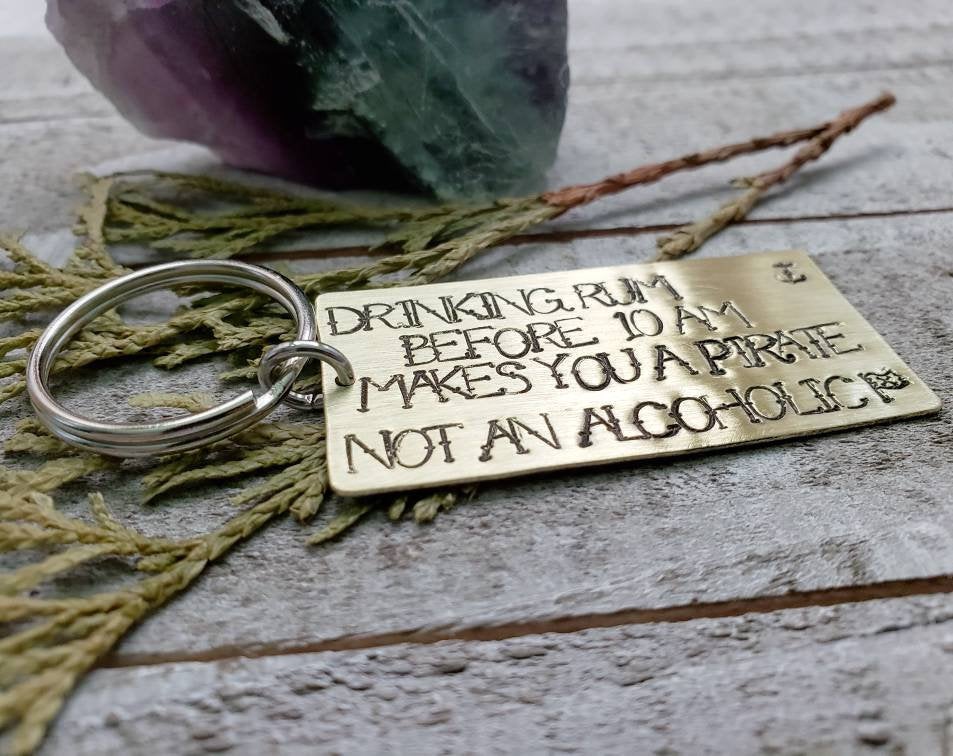 DRINKING RUM
BEFORE 10 AM
MAKES YOU A PIRATE
NOT AN ALCOHOLIC